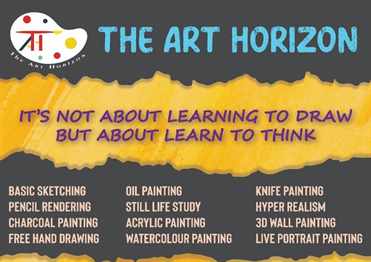 THE ART HORIZON
THE ART HORIZON
IT'S NOT ABOUT LEARNING TO DRAW
BUT ABOUT LEARN TO THINK
BASIC SKETCHING
PENCIL RENDERING
CHARCOAL PAINTING
FREE HAND DRAWING
OIL PAINTING
STILL LIFE STUDY
ACRYLIC PAINTING
WATERCOLOUR PAINTING
KNIFE PAINTING
HYPER REALISM
3D WALL PAINTING
LIVE PORTRAIT PAINTING